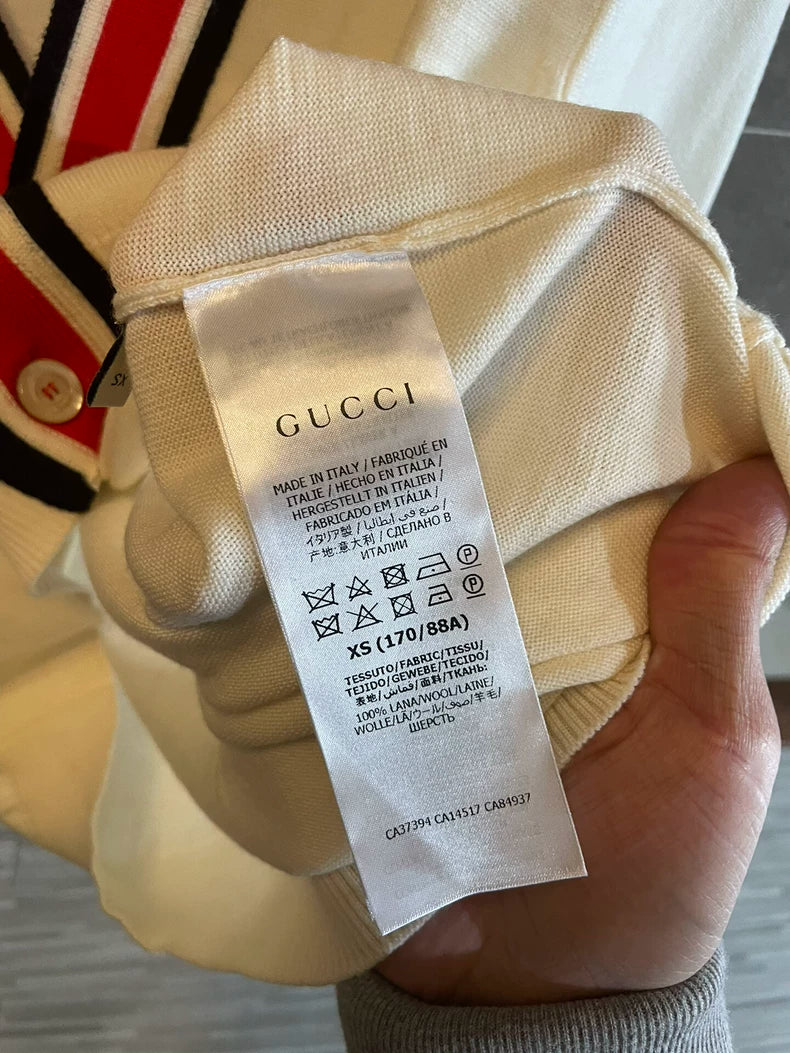 GUCCI
MADE IN ITALY / FABRIQUÉ EN
ITALIE / HECHO EN ITALIA /
HERGESTELLT IN ITALIEN /
FABRICADO EM ITÁLIA /
イタリア製 / صنع في إيطاليا /
产地:意大利 / СДЕЛАНО В
ИТАЛИИ
P
P
XS (170/88A)
TESSUTO/FABRIC/TISSU/
TEJIDO/GEWEBE/TECIDO/
表地/قماش/面料/ТКАНЬ:
100% LANA/WOOL/LAINE/
WOLLE/LÃ/ウール/صوف/羊毛/
ШЕРСТЬ
CA37394 CA14517 CA84937
XS